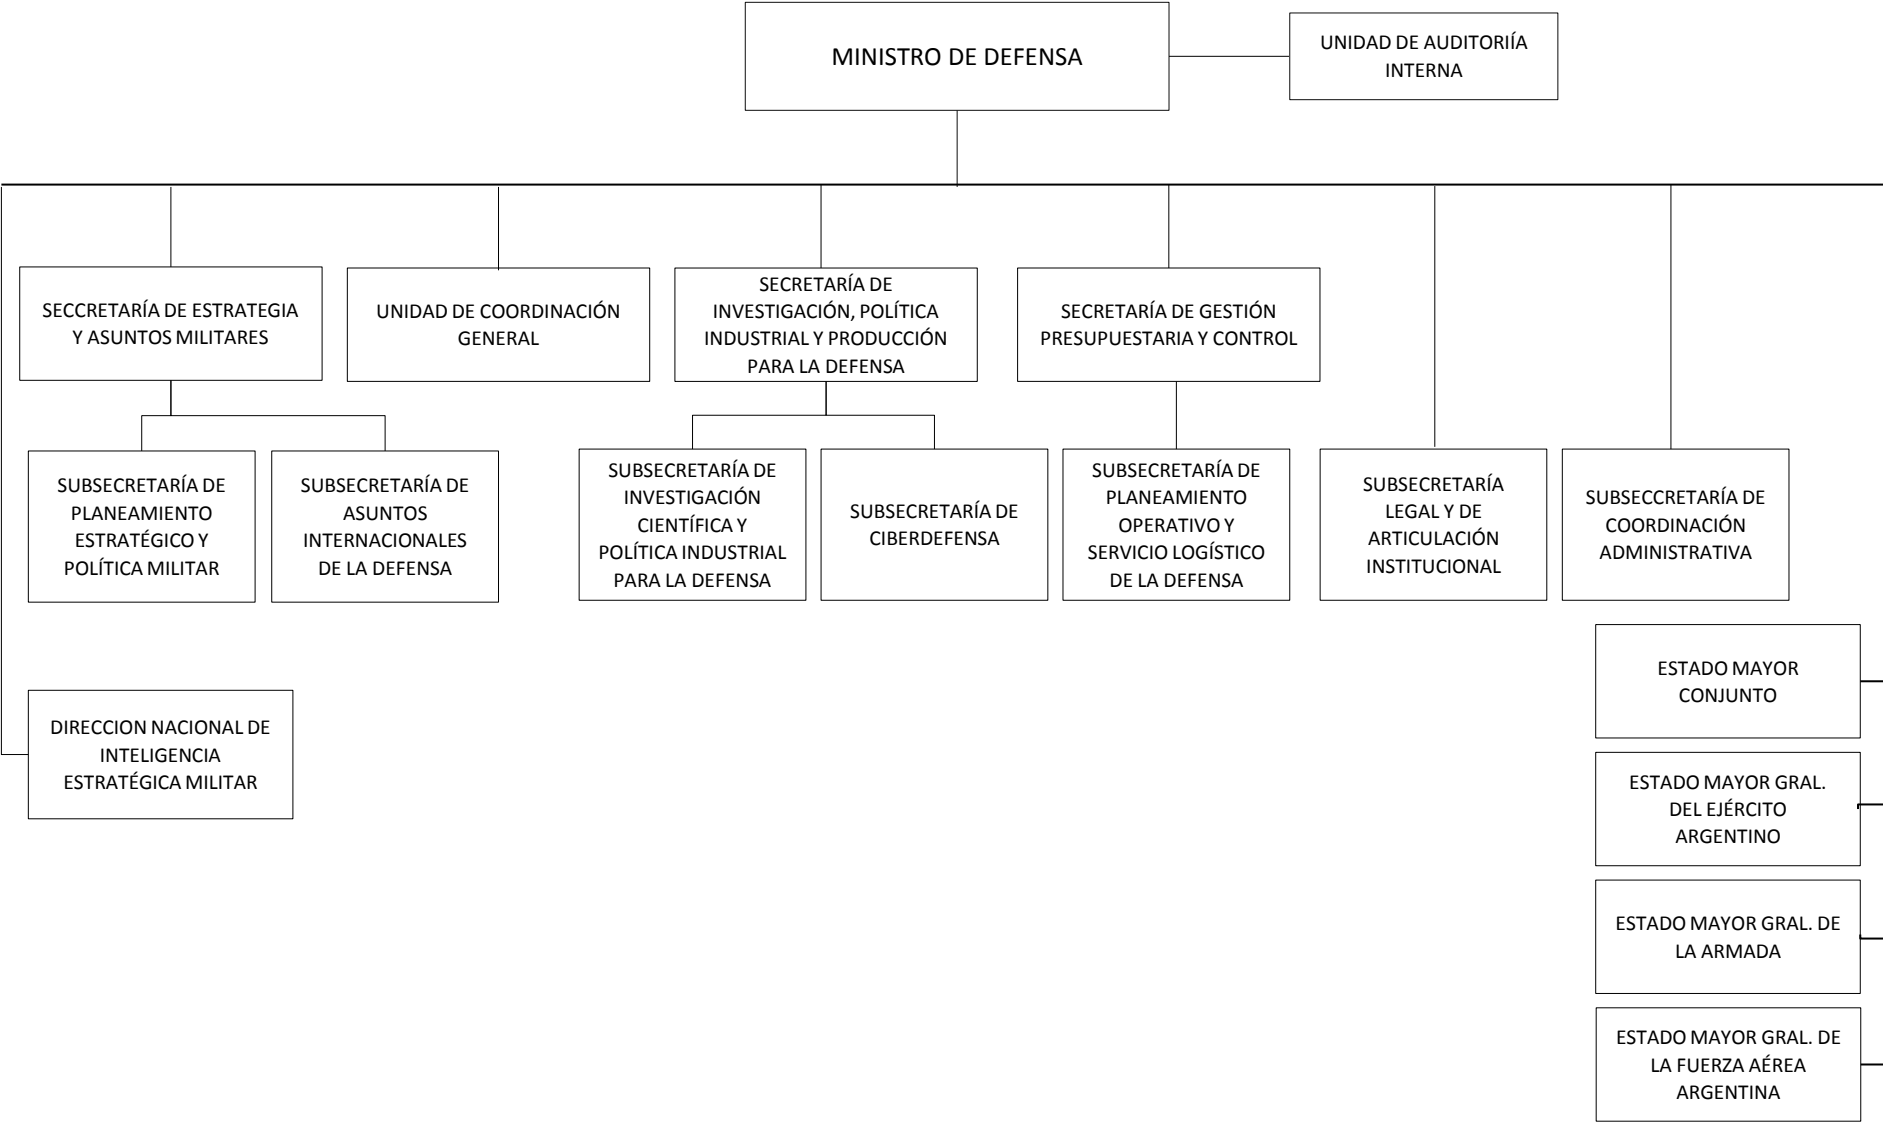 MINISTRO DE DEFENSA
UNIDAD DE AUDITORIÍA
INTERNA
SECCRETARÍA DE ESTRATEGIA
Y ASUNTOS MILITARES
UNIDAD DE COORDINACIÓN
GENERAL
SECRETARÍA DE
INVESTIGACIÓN, POLÍTICA
INDUSTRIAL Y PRODUCCIÓN
PARA LA DEFENSA
SECRETARÍA DE GESTIÓN
PRESUPUESTARIA Y CONTROL
SUBSECRETARÍA DE
PLANEAMIENTO
ESTRATÉGICO Y
POLÍTICA MILITAR
SUBSECRETARÍA DE
ASUNTOS
INTERNACIONALES
DE LA DEFENSA
SUBSECRETARÍA DE
INVESTIGACIÓN
CIENTÍFICA Y
POLÍTICA INDUSTRIAL
PARA LA DEFENSA
SUBSECRETARÍA DE
CIBERDEFENSA
SUBSECRETARÍA DE
PLANEAMIENTO
OPERATIVO Y
SERVICIO LOGÍSTICO
DE LA DEFENSA
SUBSECRETARÍA
LEGAL Y DE
ARTICULACIÓN
INSTITUCIONAL
SUBSECCRETARÍA DE
COORDINACIÓN
ADMINISTRATIVA
DIRECCION NACIONAL DE
INTELIGENCIA
ESTRATÉGICA MILITAR
ESTADO MAYOR
CONJUNTO
ESTADO MAYOR GRAL.
DEL EJÉRCITO
ARGENTINO
ESTADO MAYOR GRAL. DE
LA ARMADA
ESTADO MAYOR GRAL. DE
LA FUERZA AÉREA
ARGENTINA